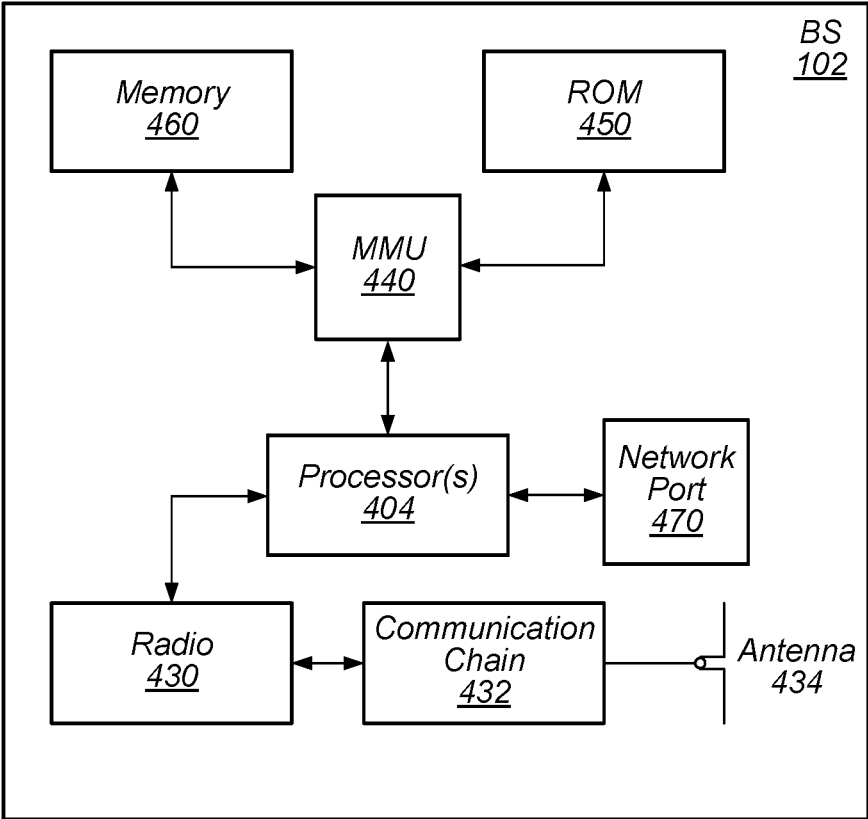 BS
102
Memory
460
ROM
450
MMU
440
Processor(s)
404
Network
Port
470
Radio
430
Communication
Chain
432
Antenna
434